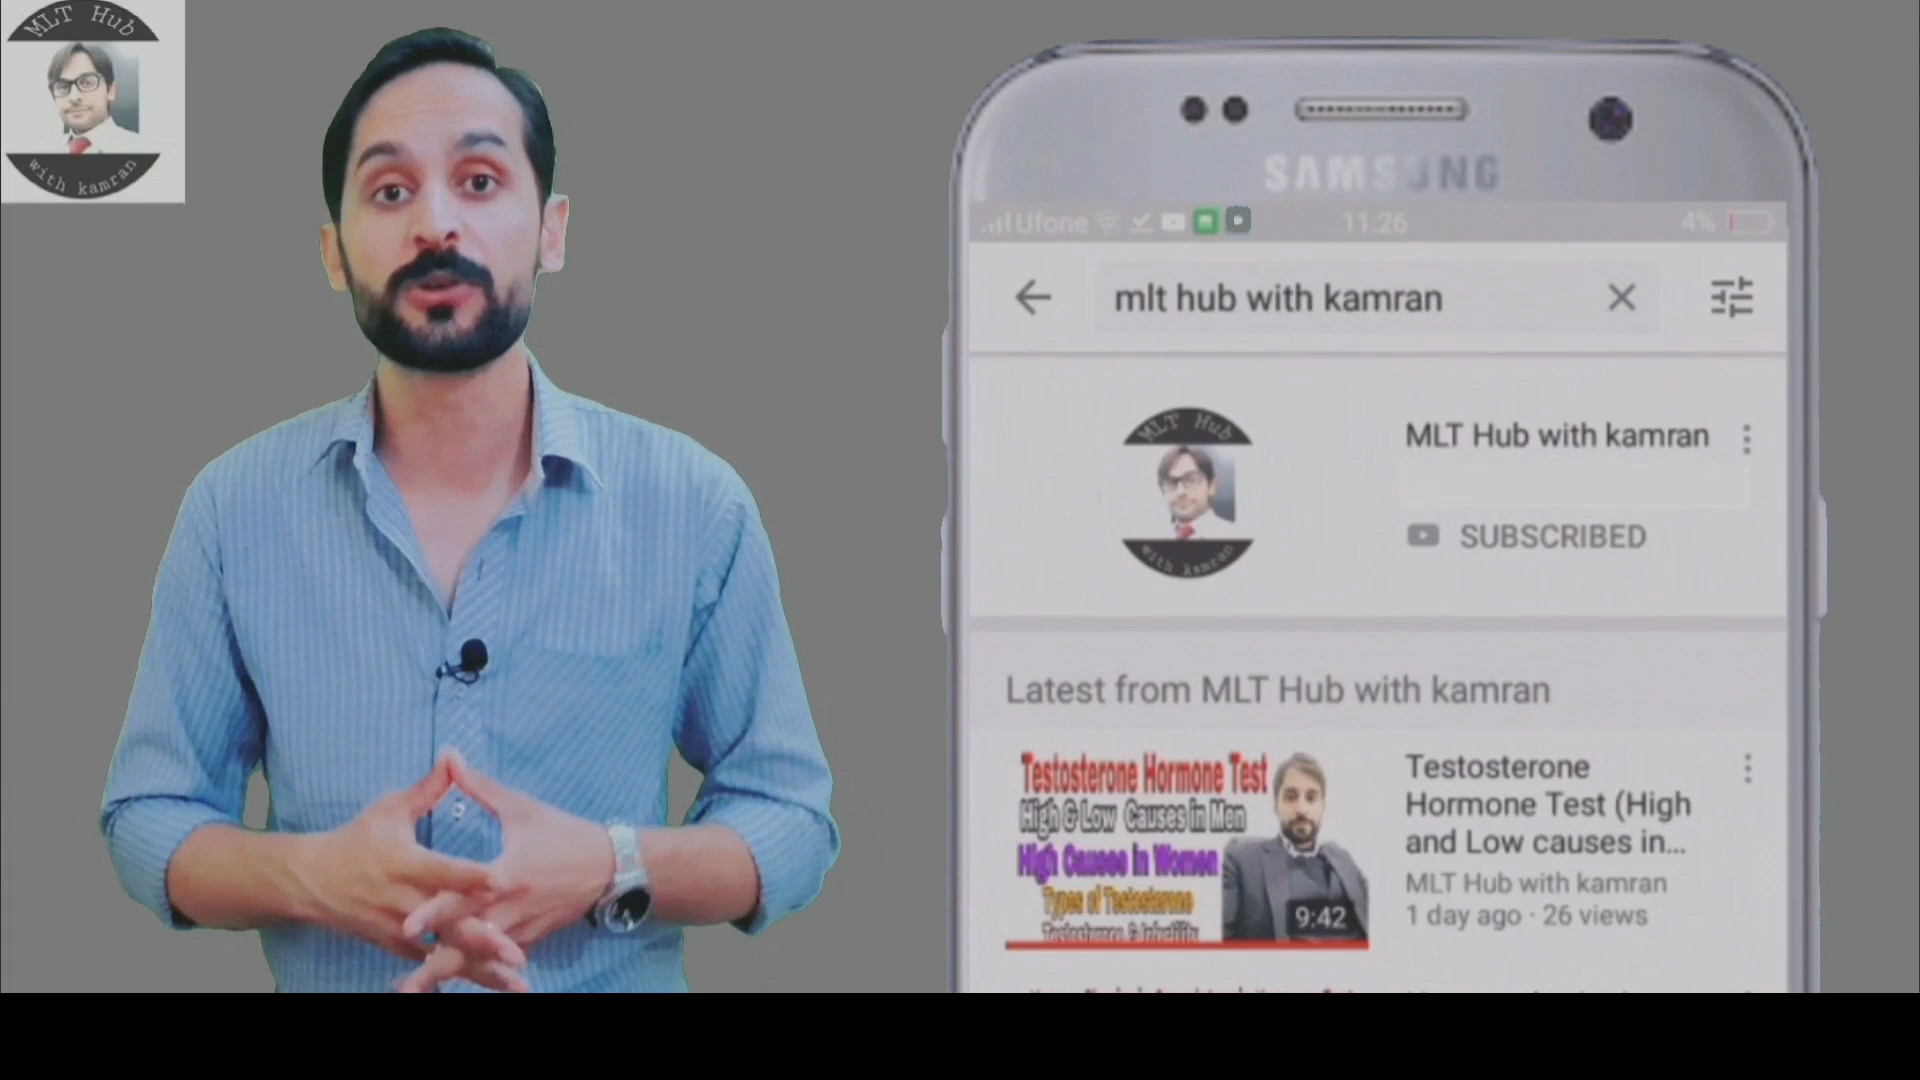 MLT Hub
with kamran
SAMSUNG
Ufone
11:26
4%
mlt hub with kamran
MLT Hub
with kamran
MLT Hub with kamran
SUBSCRIBED
Latest from MLT Hub with kamran
Testosterone Hormone Test
High & Low Causes in Men
High Causes in Women
Types of Testosterone
Testosterone & Infertility
9:42
Testosterone
Hormone Test (High
and Low causes in...
MLT Hub with kamran
1 day ago · 26 views